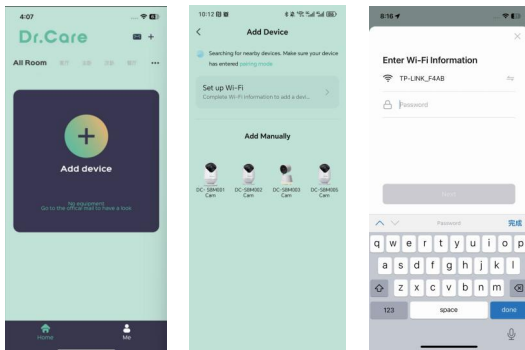 4:07
Dr.Care
All Room
Add device
No equipment
Go to the offical mall to have a look
Home
Me
10:12
Add Device
Searching for nearby devices. Make sure your device
has entered pairing mode.
Set up Wi-Fi
Complete Wi-Fi information to add a devi...
Add Manually
DC-SBM001
Cam
DC-SBM002
Cam
DC-SBM003
Cam
DC-SBM005
Cam
8:16
Enter Wi-Fi Information
TP-LINK_F4AB
Password
Next
Password
完成
q w e r t y u i o p
a s d f g h j k l
z x c v b n m
123
space
done